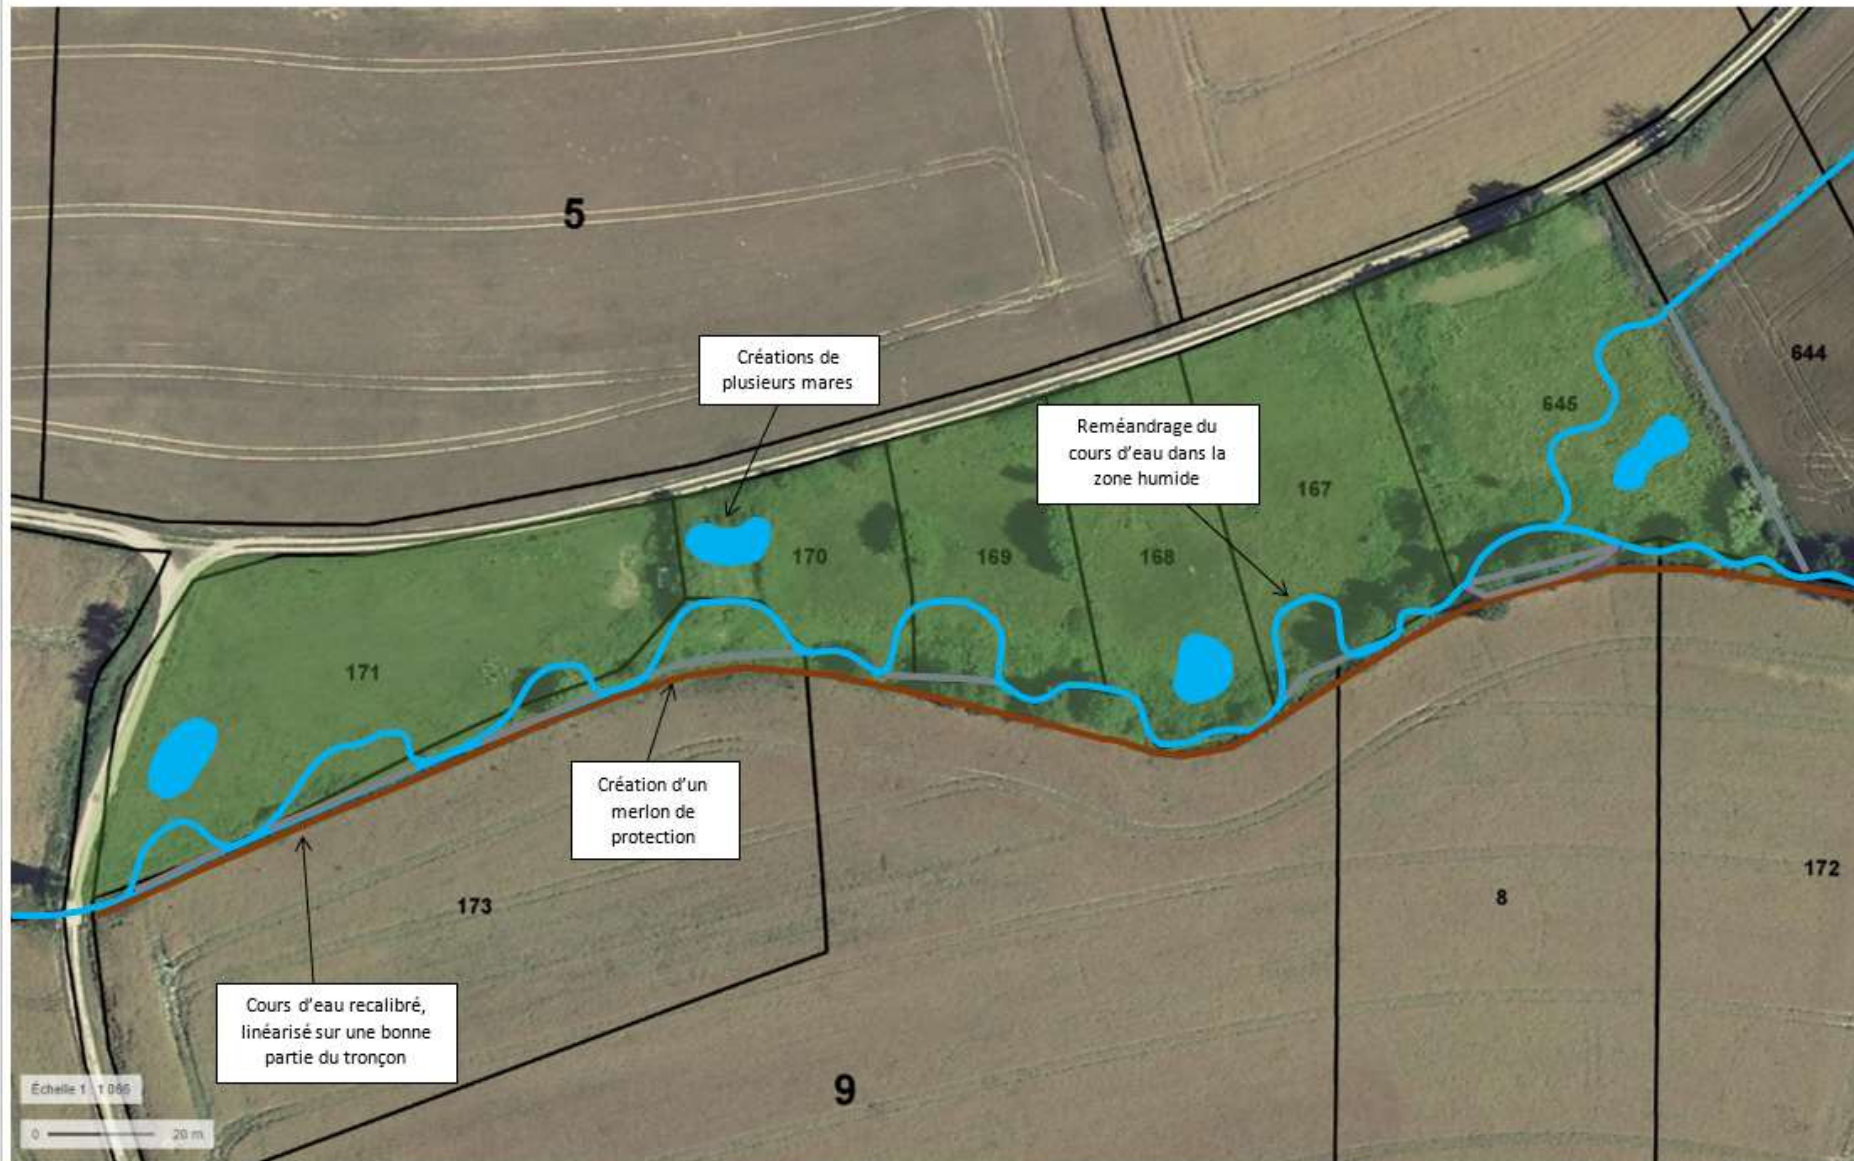 5
644
Créations de
plusieurs mares
645
Reméandrage du
cours d'eau dans la
zone humide
167
170
169
168
171
Création d'un
merlon de
protection
172
8
173
Cours d'eau recalibré,
linéarisé sur une bonne
partie du tronçon
9
Échelle 1 : 1 066
0 20 m